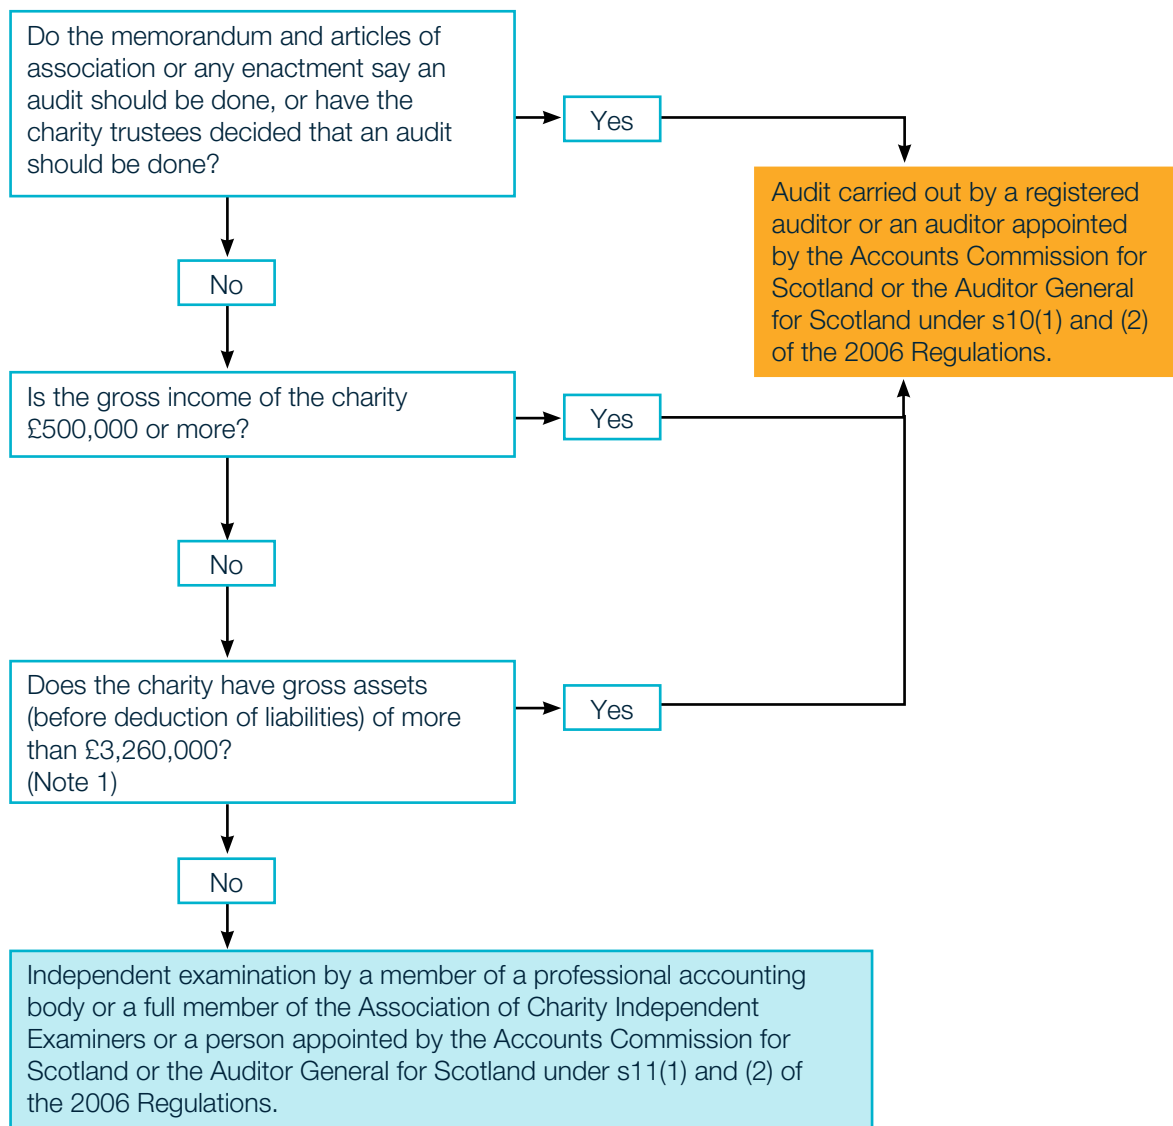 Do the memorandum and articles of
association or any enactment say an
audit should be done, or have the
charity trustees decided that an audit
should be done?
Yes
Audit carried out by a registered
auditor or an auditor appointed
by the Accounts Commission for
Scotland or the Auditor General
for Scotland under s10(1) and (2)
of the 2006 Regulations.
No
Is the gross income of the charity
£500,000 or more?
Yes
No
Does the charity have gross assets
(before deduction of liabilities) of more
than £3,260,000?
(Note 1)
Yes
No
Independent examination by a member of a professional accounting
body or a full member of the Association of Charity Independent
Examiners or a person appointed by the Accounts Commission for
Scotland or the Auditor General for Scotland under s11(1) and (2) of
the 2006 Regulations.